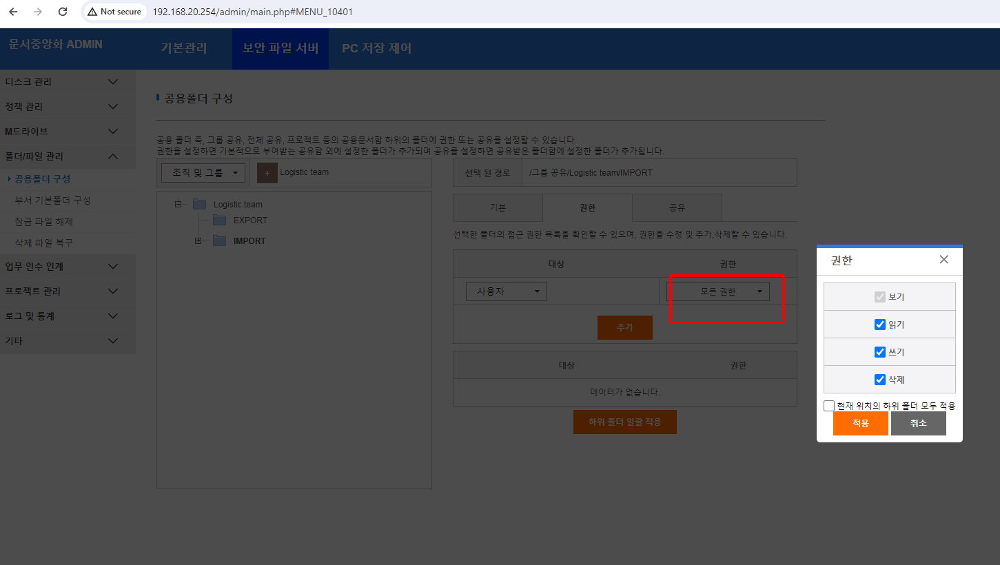 Not secure 192.168.20.254/admin/main.php#MENU_10401
문서중앙화 ADMIN
기본관리
보안 파일 서버
PC 저장 제어
디스크 관리
정책 관리
M드라이브
폴더/파일 관리
공용폴더 구성
부서 기본폴더 구성
잠금 파일 해제
삭제 파일 복구
업무 인수 인계
프로젝트 관리
로그 및 통계
기타
공용폴더 구성
공용 폴더 즉, 그룹 공유, 전체 공유, 프로젝트 등의 공용문서함 하위의 폴더에 권한 또는 공유를 설정할 수 있습니다.
권한을 설정하면 기본적으로 부여받는 공유함 외에 설정한 폴더가 추가되며 공유를 설정하면 공유받은 폴더함에 설정한 폴더가 추가됩니다.
조직 및 그룹
+ Logistic team
Logistic team
EXPORT
IMPORT
선택 된 경로 /그룹 공유/Logistic team/IMPORT
기본 권한 공유
선택한 폴더의 접근 권한 목록을 확인할 수 있으며, 권한을 수정 및 추가,삭제할 수 있습니다.
대상 권한
사용자 모든 권한
추가
대상 권한
데이터가 없습니다.
하위 폴더 일괄 적용
권한
보기
읽기
쓰기
삭제
현재 위치의 하위 폴더 모두 적용
적용 취소